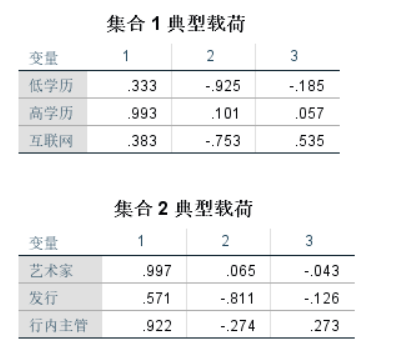 集合 1 典型载荷
变量 1 2 3
低学历 .333 -.925 -.185
高学历 .993 .101 .057
互联网 .383 -.753 .535
集合 2 典型载荷
变量 1 2 3
艺术家 .997 .065 -.043
发行 .571 -.811 -.126
行内主管 .922 -.274 .273